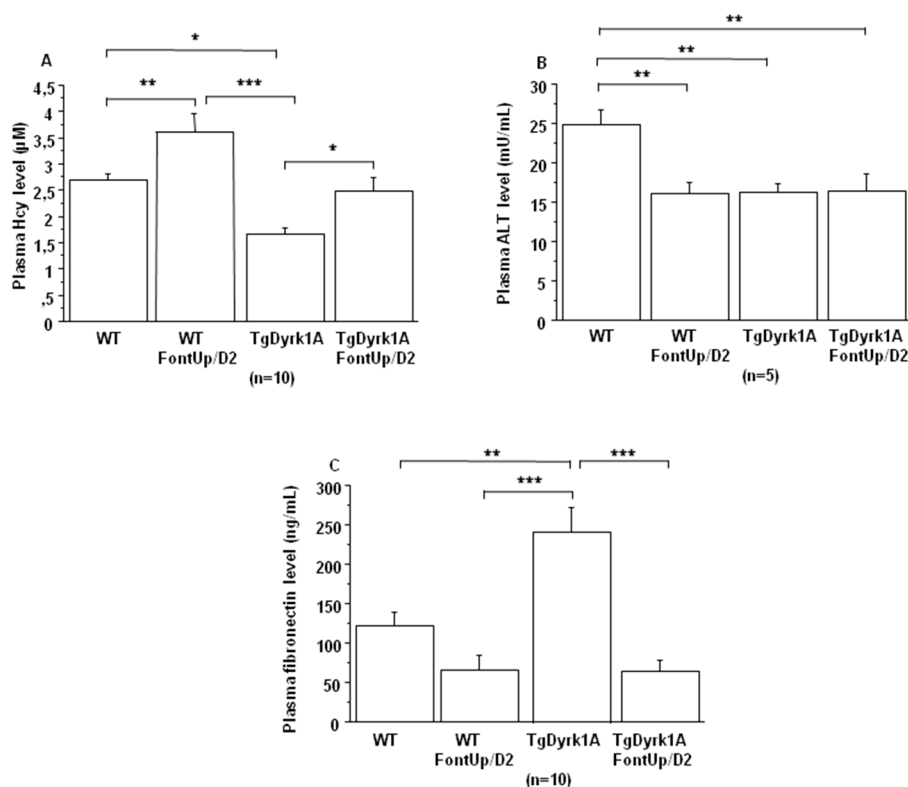 A
*
** ***
*
Plasma Hcy level (µM)
4,5
4
3,5
3
2,5
2
1,5
1
,5
0
WT WT TgDyrk1A TgDyrk1A
FontUp/D2 FontUp/D2
(n=10)
B
**
**
**
Plasma ALT level (mU/mL)
30
25
20
15
10
5
0
WT WT TgDyrk1A TgDyrk1A
FontUp/D2 FontUp/D2
(n=5)
C
** ***
***
Plasma fibronectin level (ng/mL)
300
250
200
150
100
50
0
WT WT TgDyrk1A TgDyrk1A
FontUp/D2 FontUp/D2
(n=10)